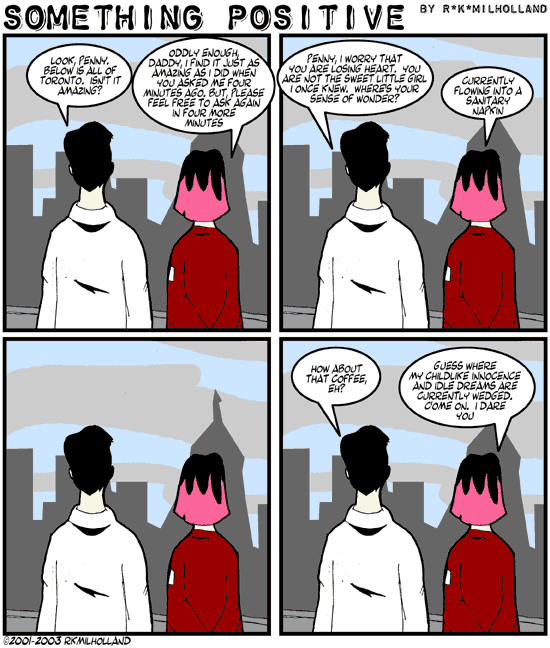 SOMETHING POSITIVE BY R*K*MILHOLLAND
LOOK, PENNY.
BELOW IS ALL OF
TORONTO. ISN'T IT
AMAZING?
ODDLY ENOUGH,
DADDY, I FIND IT JUST AS
AMAZING AS I DID WHEN
YOU ASKED ME FOUR
MINUTES AGO. BUT, PLEASE
FEEL FREE TO ASK AGAIN
IN FOUR MORE
MINUTES
PENNY, I WORRY THAT
YOU ARE LOSING HEART. YOU
ARE NOT THE SWEET LITTLE GIRL
I ONCE KNEW. WHERE'S YOUR
SENSE OF WONDER?
CURRENTLY
FLOWING INTO A
SANITARY
NAPKIN
HOW ABOUT
THAT COFFEE,
EH?
GUESS WHERE
MY CHILDLIKE INNOCENCE
AND IDLE DREAMS ARE
CURRENTLY WEDGED.
C'OME ON. I DARE
YOU
©2001-2003 RKMILHOLLAND